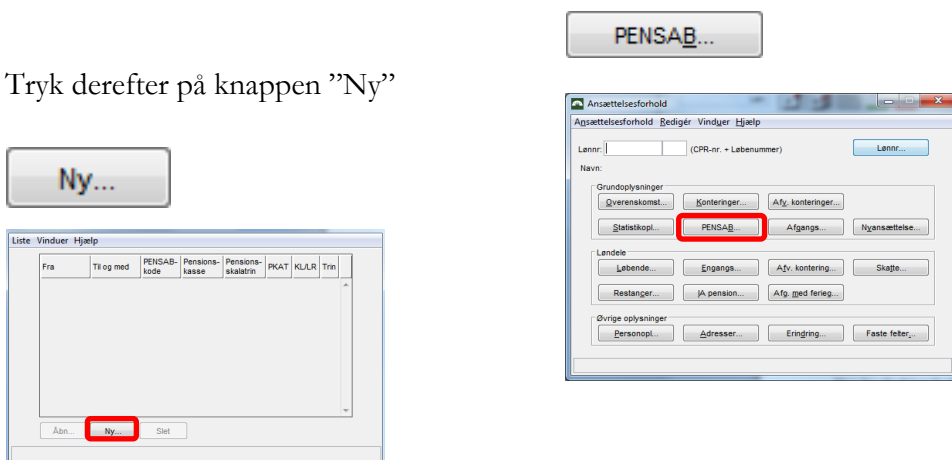 PENSAB...
Tryk derefter på knappen ”Ny”
Ny...
Liste Vinduer Hjælp
Fra Til og med PENSAB-kode Pensions-kasse Pensions-skalatrin PKAT KL/LR Trin
Åbn... Ny... Slet
Ansættelsesforhold
Ansættelsesforhold Redigér Vinduer Hjælp
Lønnr: (CPR-nr. + Løbenummer) Lønnr...
Navn:
Grundoplysninger
Overenskomst... Konteringer... Afv. konteringer...
Statistikopl... PENSAB... Afgangs... Nyansættelse...
Løndele
Løbende... Engangs... Afv. kontering... Skatte...
Restancer... IA pension... Afg. med ferieg...
Øvrige oplysninger
Personopl... Adresser... Erindring... Faste felter...